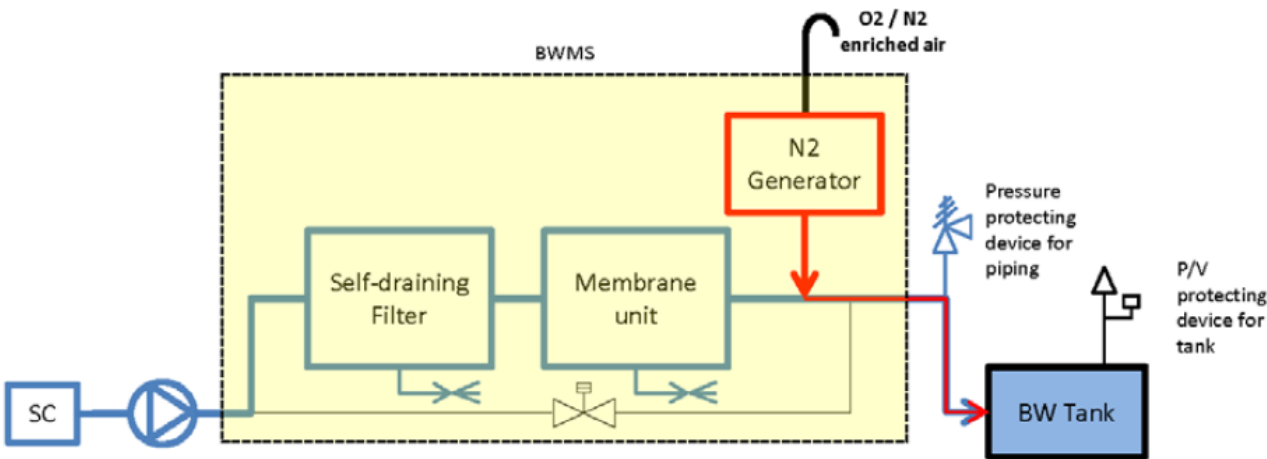 O2 / N2
enriched air
BWMS
N2
Generator
Pressure
protecting
device for
piping
P/V
protecting
device for
tank
Self-draining
Filter
Membrane
unit
SC
BW Tank